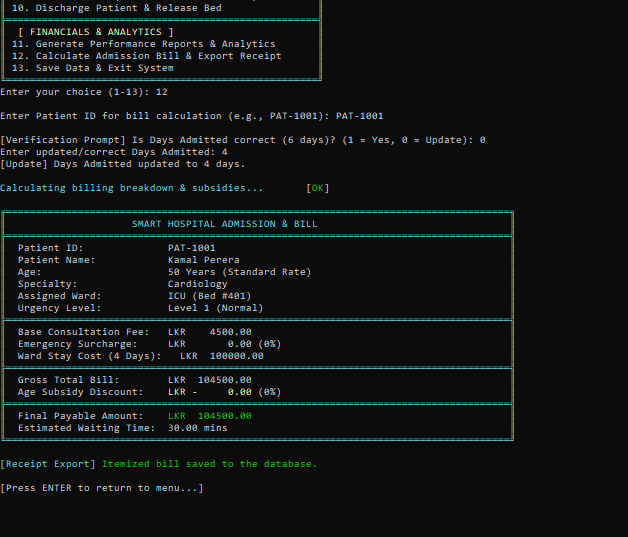 10. Discharge Patient & Release Bed
[ FINANCIALS & ANALYTICS ]
11. Generate Performance Reports & Analytics
12. Calculate Admission Bill & Export Receipt
13. Save Data & Exit System
Enter your choice (1-13): 12
Enter Patient ID for bill calculation (e.g., PAT-1001): PAT-1001
[Verification Prompt] Is Days Admitted correct (6 days)? (1 = Yes, 0 = Update): 0
Enter updated/correct Days Admitted: 4
[Update] Days Admitted updated to 4 days.
Calculating billing breakdown & subsidies... [OK]
SMART HOSPITAL ADMISSION & BILL
Patient ID: PAT-1001
Patient Name: Kamal Perera
Age: 50 Years (Standard Rate)
Specialty: Cardiology
Assigned Ward: ICU (Bed #401)
Urgency Level: Level 1 (Normal)
Base Consultation Fee: LKR 4500.00
Emergency Surcharge: LKR 0.00 (0%)
Ward Stay Cost (4 Days): LKR 100000.00
Gross Total Bill: LKR 104500.00
Age Subsidy Discount: LKR - 0.00 (0%)
Final Payable Amount: LKR 104500.00
Estimated Waiting Time: 30.00 mins
[Receipt Export] Itemized bill saved to the database.
[Press ENTER to return to menu...]